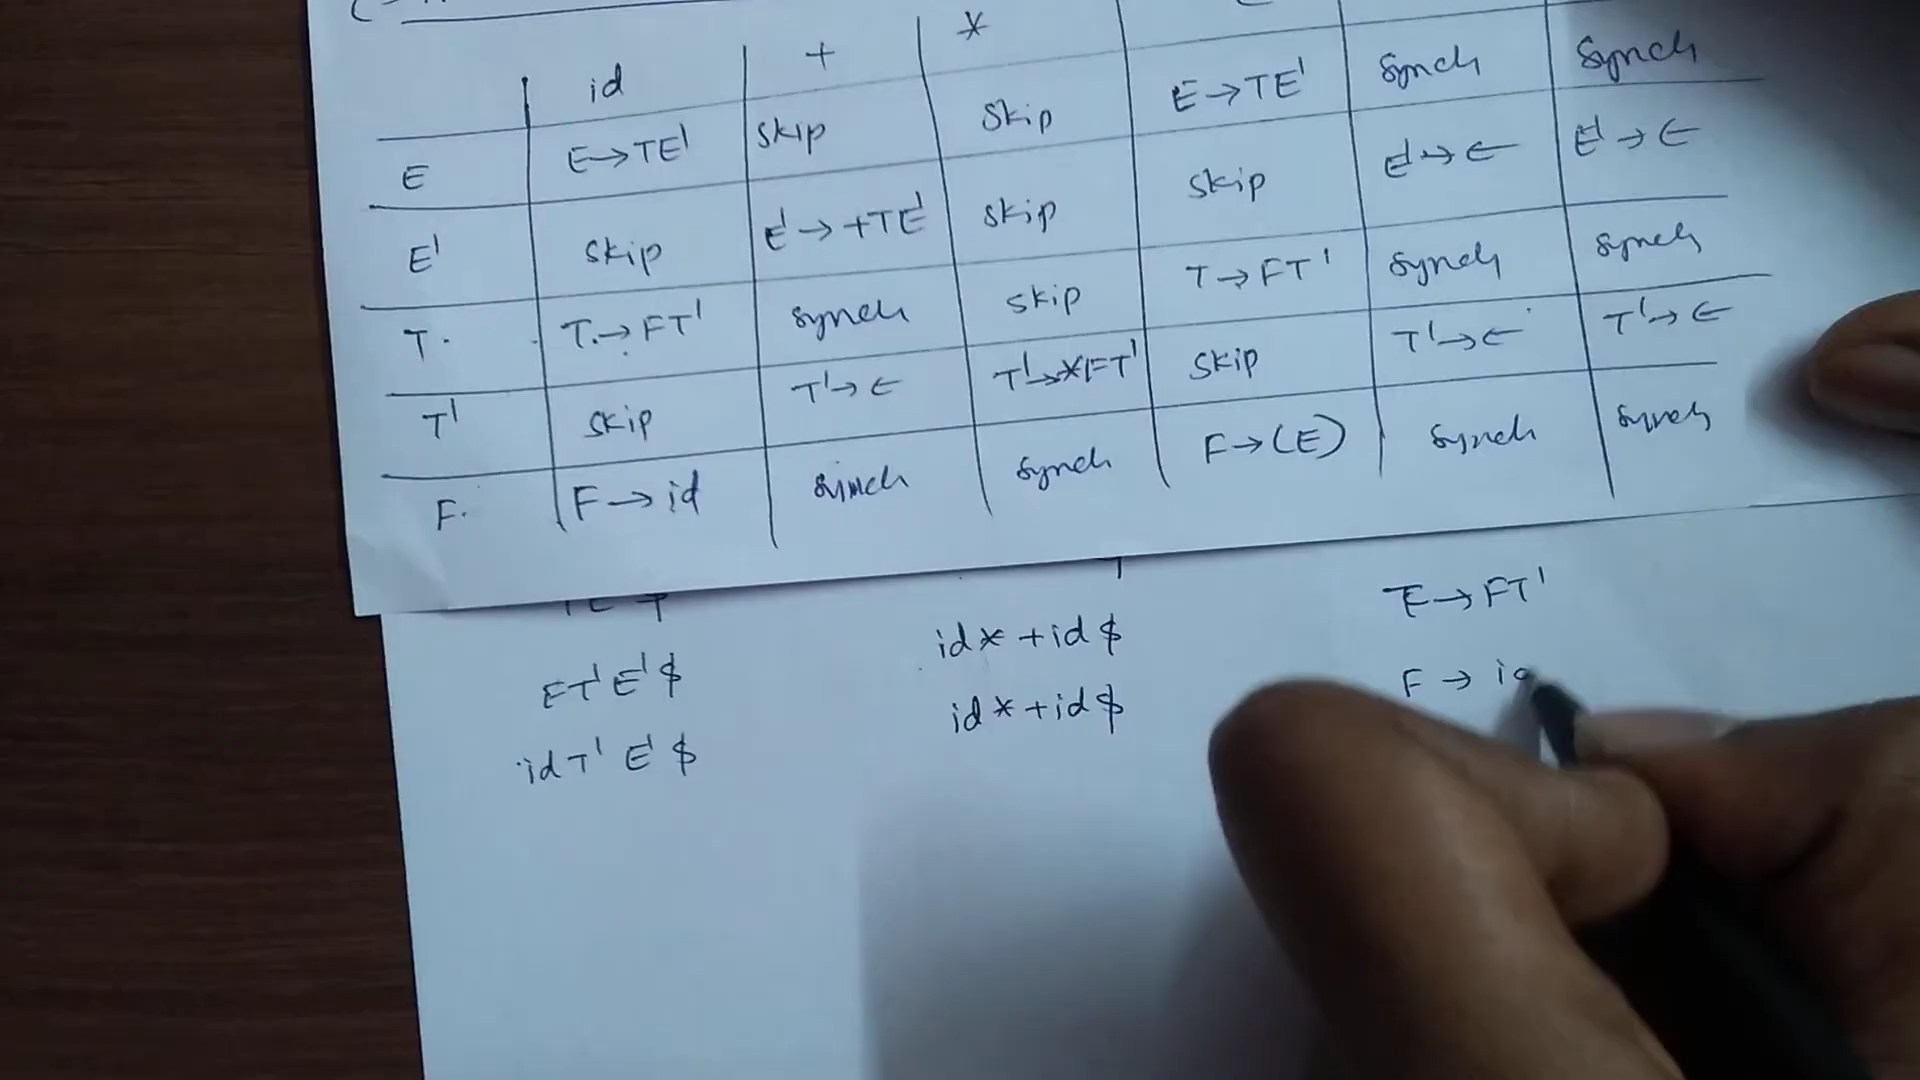 id + *
E E→TE' skip skip E→TE' synch synch
E' skip E'→+TE' skip skip E'→ϵ E'→ϵ
T. T.→FT' synch skip T→FT' synch synch
T' skip T'→ϵ T'→*FT' skip T'→ϵ T'→ϵ
F. F→id synch synch F→(E) synch synch
→FT'
id*+id$
FT'E'$ F→
id*+id$
idT'E'$